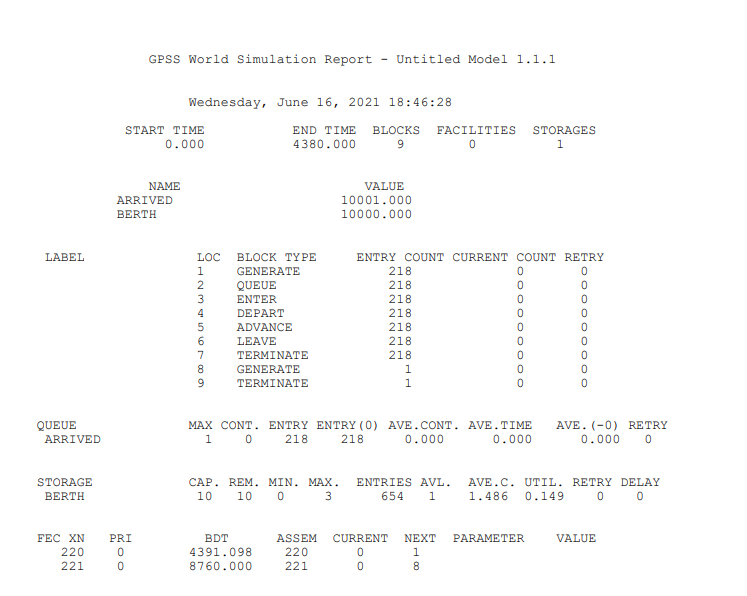 GPSS World Simulation Report - Untitled Model 1.1.1
Wednesday, June 16, 2021 18:46:28
START TIME END TIME BLOCKS FACILITIES STORAGES
0.000 4380.000 9 0 1
NAME VALUE
ARRIVED 10001.000
BERTH 10000.000
LABEL LOC BLOCK TYPE ENTRY COUNT CURRENT COUNT RETRY
1 GENERATE 218 0 0
2 QUEUE 218 0 0
3 ENTER 218 0 0
4 DEPART 218 0 0
5 ADVANCE 218 0 0
6 LEAVE 218 0 0
7 TERMINATE 218 0 0
8 GENERATE 1 0 0
9 TERMINATE 1 0 0
QUEUE MAX CONT. ENTRY ENTRY(0) AVE.CONT. AVE.TIME AVE.(-0) RETRY
ARRIVED 1 0 218 218 0.000 0.000 0.000 0
STORAGE CAP. REM. MIN. MAX. ENTRIES AVL. AVE.C. UTIL. RETRY DELAY
BERTH 10 10 0 3 654 1 1.486 0.149 0 0
FEC XN PRI BDT ASSEM CURRENT NEXT PARAMETER VALUE
220 0 4391.098 220 0 1
221 0 8760.000 221 0 8